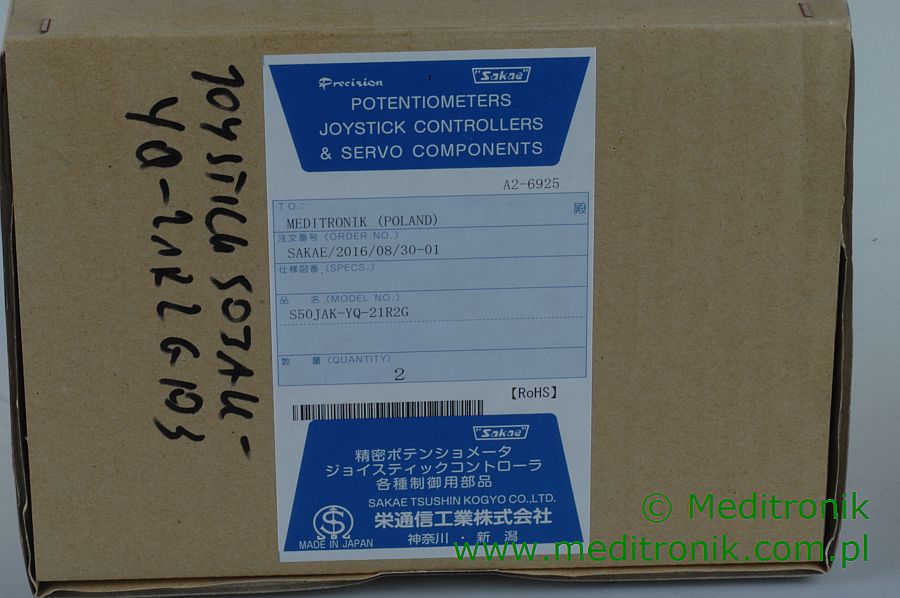 JOYSTICK S50JAK-
YQ-21R2G103
Precision
"Sakae"
POTENTIOMETERS
JOYSTICK CONTROLLERS
& SERVO COMPONENTS
A2-6925
TO:
殿
MEDITRONIK (POLAND)
注文番号 (ORDER NO.)
SAKAE/2016/08/30-01
仕様図番 (SPECS.)
品 名 (MODEL NO.)
S50JAK-YQ-21R2G
数 量 (QUANTITY)
2
【RoHS】
"Sakae"
精密ポテンショメータ
ジョイスティックコントローラ
各種制御用部品
SAKAE TSUSHIN KOGYO CO.,LTD.
栄通信工業株式会社
MADE IN JAPAN
神奈川・新潟
© Meditronik
www.meditronik.com.pl